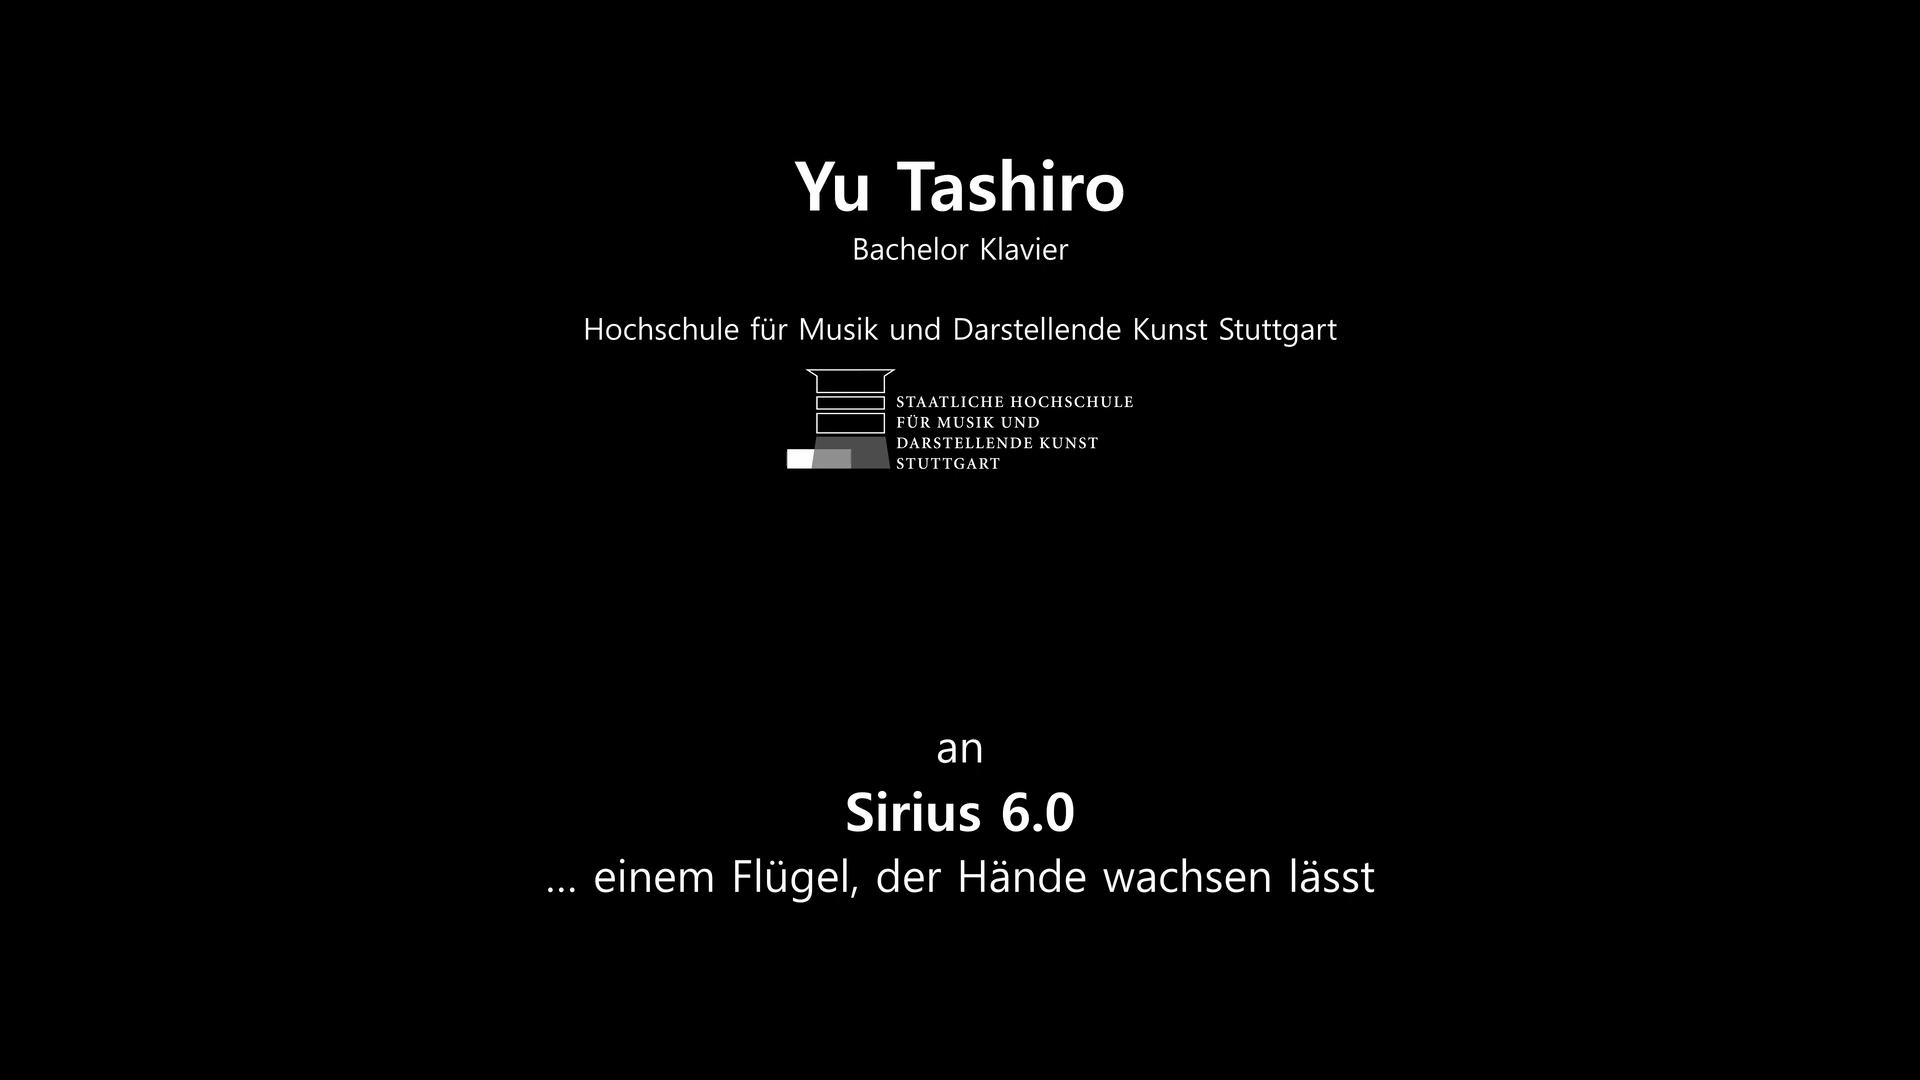 Yu Tashiro
Bachelor Klavier
Hochschule für Musik und Darstellende Kunst Stuttgart
STAATLICHE HOCHSCHULE
FÜR MUSIK UND
DARSTELLENDE KUNST
STUTTGART
an
Sirius 6.0
... einem Flügel, der Hände wachsen lässt